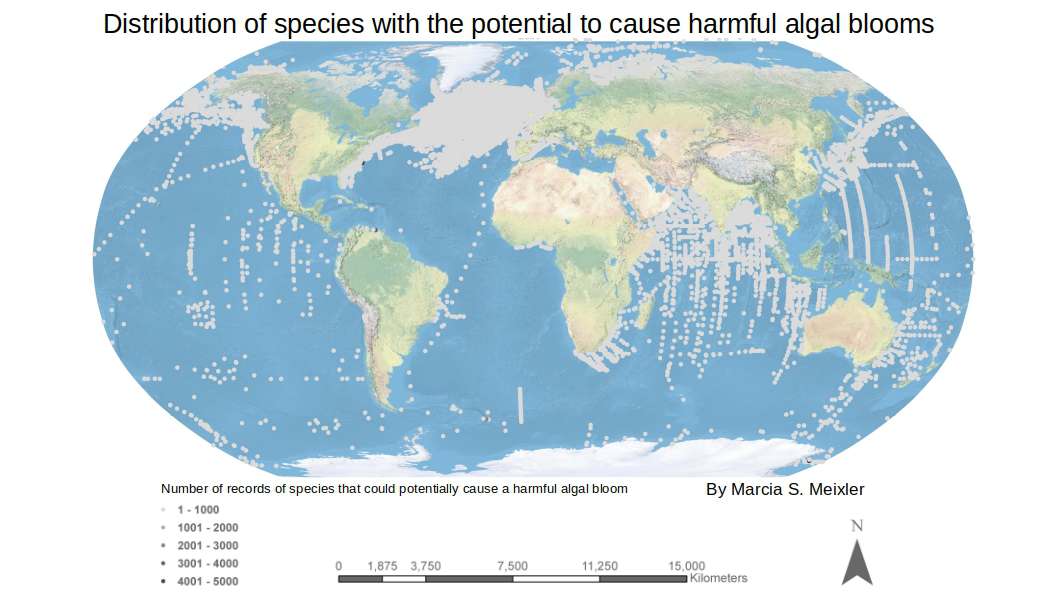 Distribution of species with the potential to cause harmful algal blooms
Number of records of species that could potentially cause a harmful algal bloom
By Marcia S. Meixler
1 - 1000
1001 - 2000
2001 - 3000
3001 - 4000
4001 - 5000
N
0 1,875 3,750 7,500 11,250 15,000
Kilometers